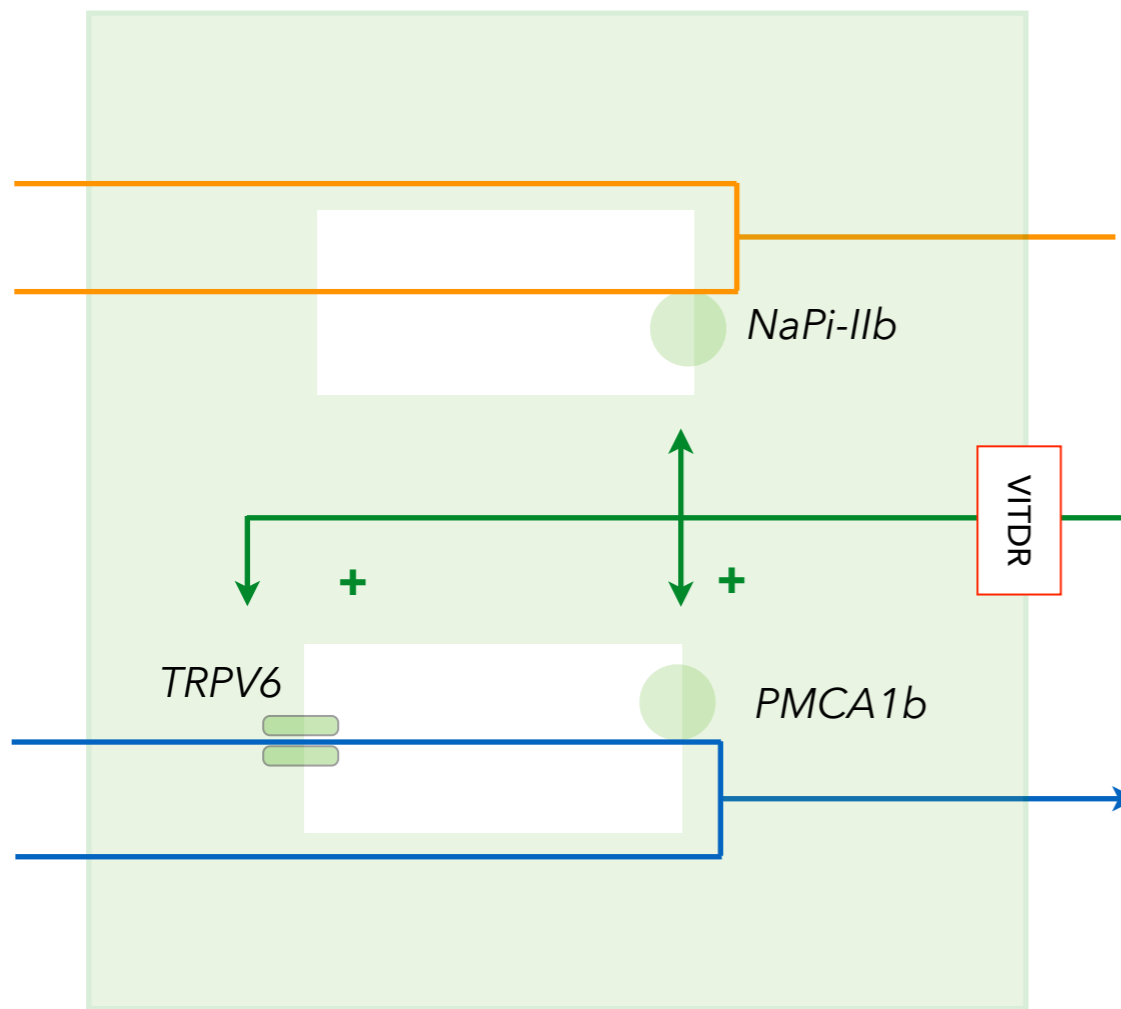 NaPi-IIb
VITDR
+
+
TRPV6
PMCA1b